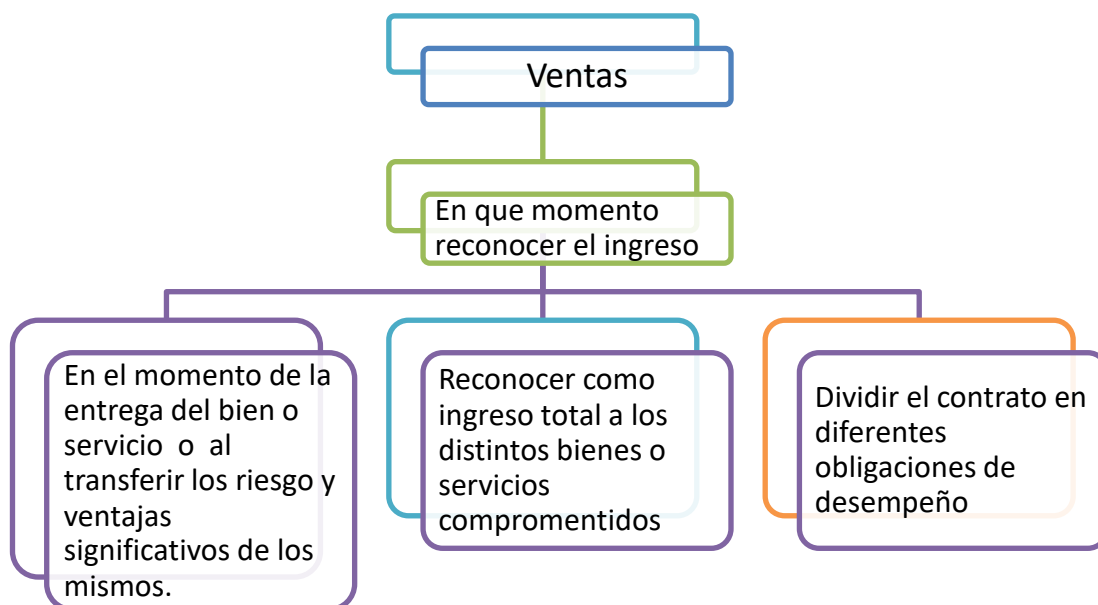 Ventas
En que momento
reconocer el ingreso
En el momento de la
entrega del bien o
servicio o al
transferir los riesgo y
ventajas
significativos de los
mismos.
Reconocer como
ingreso total a los
distintos bienes o
servicios
compromentidos
Dividir el contrato en
diferentes
obligaciones de
desempeño